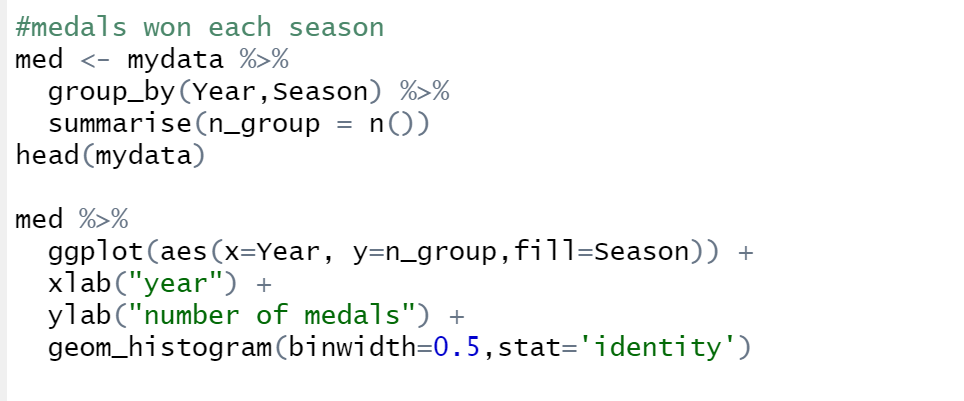 #medals won each season
med <- mydata %>%
  group_by(Year,Season) %>%
  summarise(n_group = n())
head(mydata)

med %>%
  ggplot(aes(x=Year, y=n_group,fill=Season)) +
  xlab("year") +
  ylab("number of medals") +
  geom_histogram(binwidth=0.5,stat='identity')